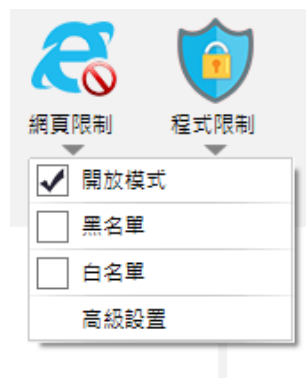 網頁限制
程式限制
開放模式
黑名單
白名單
高級設置